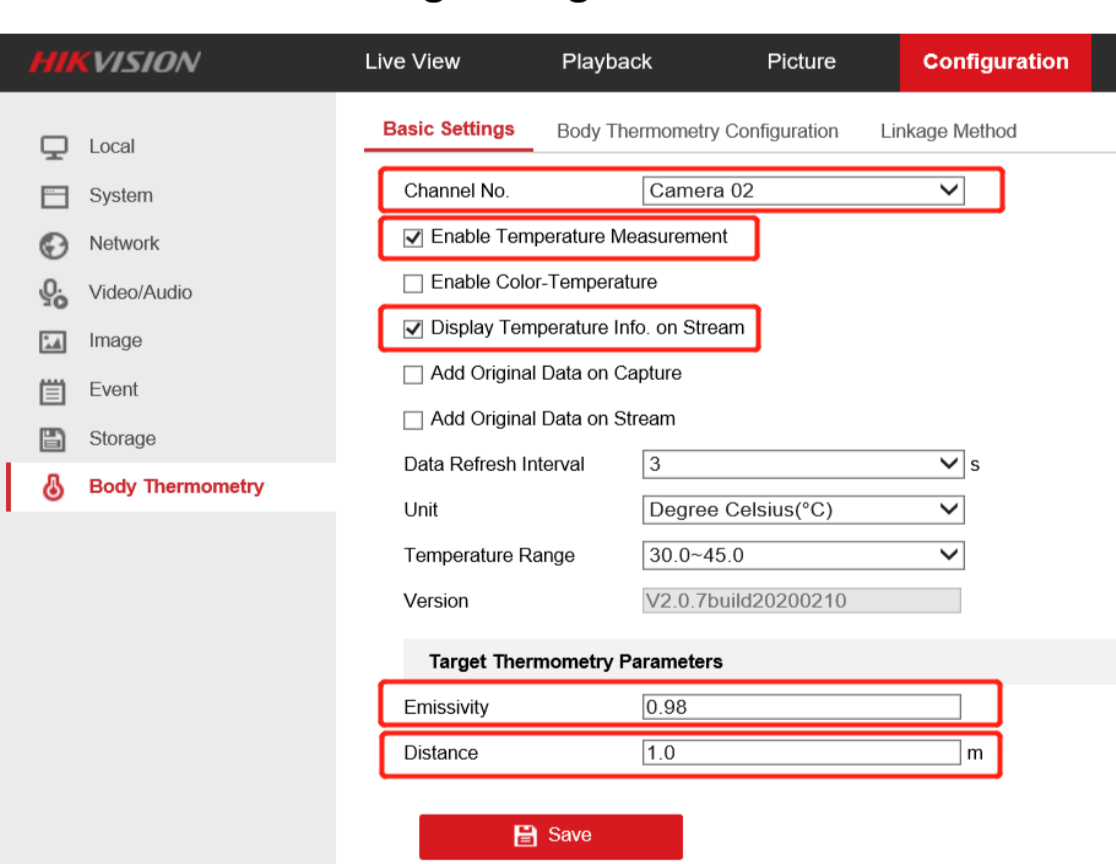 HIKVISION Live View Playback Picture Configuration
Basic Settings Body Thermometry Configuration Linkage Method
Local
System
Network
Video/Audio
Image
Event
Storage
Body Thermometry
Channel No. Camera 02
Enable Temperature Measurement
Enable Color-Temperature
Display Temperature Info. on Stream
Add Original Data on Capture
Add Original Data on Stream
Data Refresh Interval 3 s
Unit Degree Celsius(°C)
Temperature Range 30.0~45.0
Version V2.0.7build20200210
Target Thermometry Parameters
Emissivity 0.98
Distance 1.0 m
Save